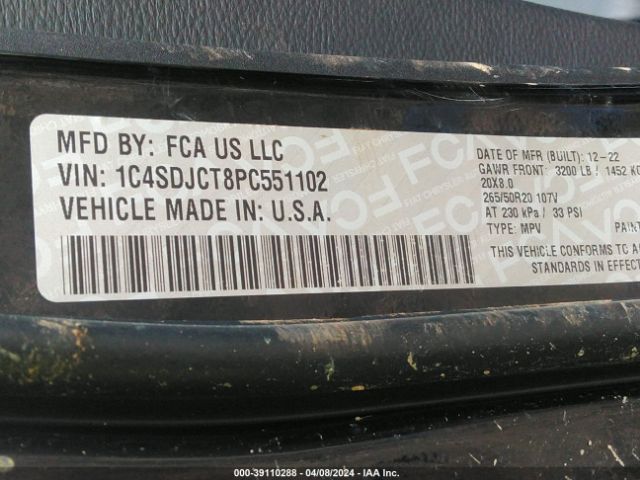 MFD BY: FCA US LLC
VIN: 1C4SDJCT8PC551102
VEHICLE MADE IN: U.S.A.
DATE OF MFR (BUILT): 12-22
GAWR FRONT: 3200 LB / 1452 KG
20X8.0
265/50R20 107V
AT 230 kPa / 33 PSI
TYPE: MPV PAINT
THIS VEHICLE CONFORMS TO A
STANDARDS IN EFFECT
000-39110288 - 04/08/2024 - IAA Inc.